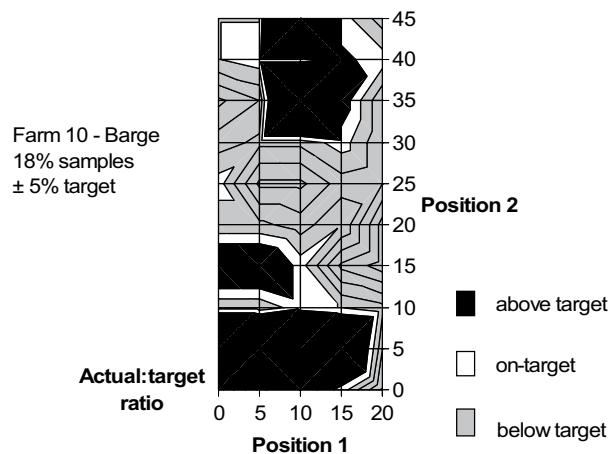 Farm 10 - Barge
18% samples
± 5% target
45
40
35
30
25
20
15
10
5
0
Position 2
Actual:target
ratio
0 5 10 15 20
Position 1
above target
on-target
below target